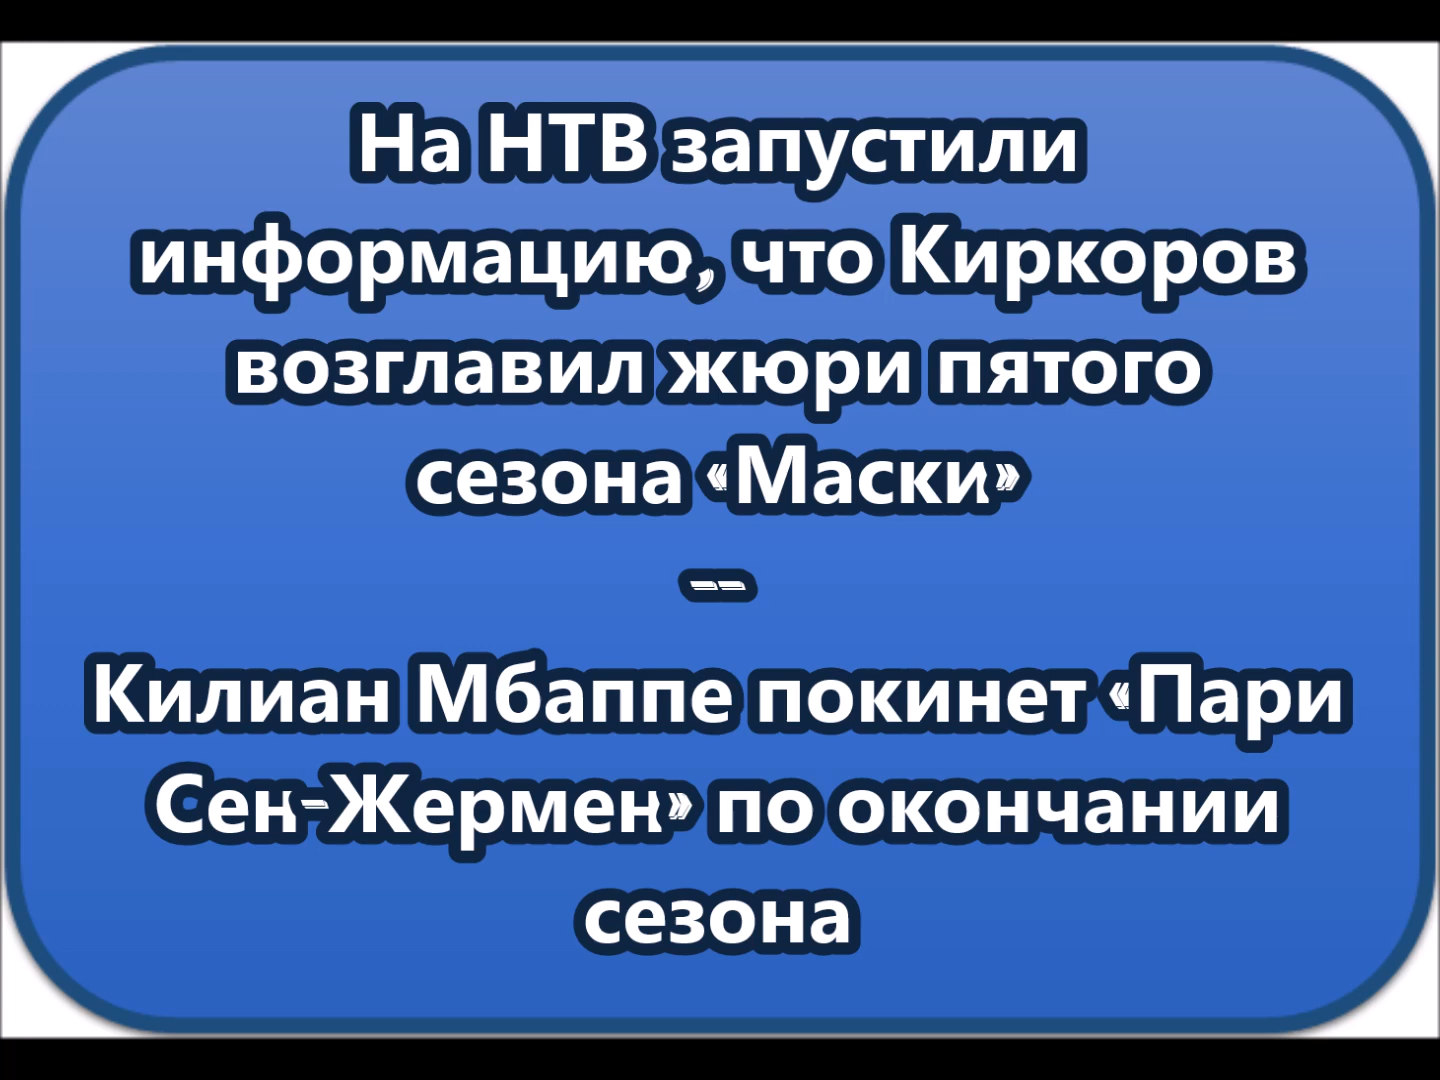 На НТВ запустили
информацию, что Киркоров
возглавил жюри пятого
сезона «Маски»
--
Килиан Мбаппе покинет «Пари
Сен-Жермен» по окончании
сезона